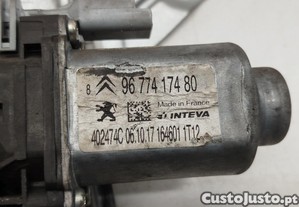 8 96 774 174 80
Made in France
INTEVA
402474C 06.10.17 164601 1T12
CustoJusto.pt